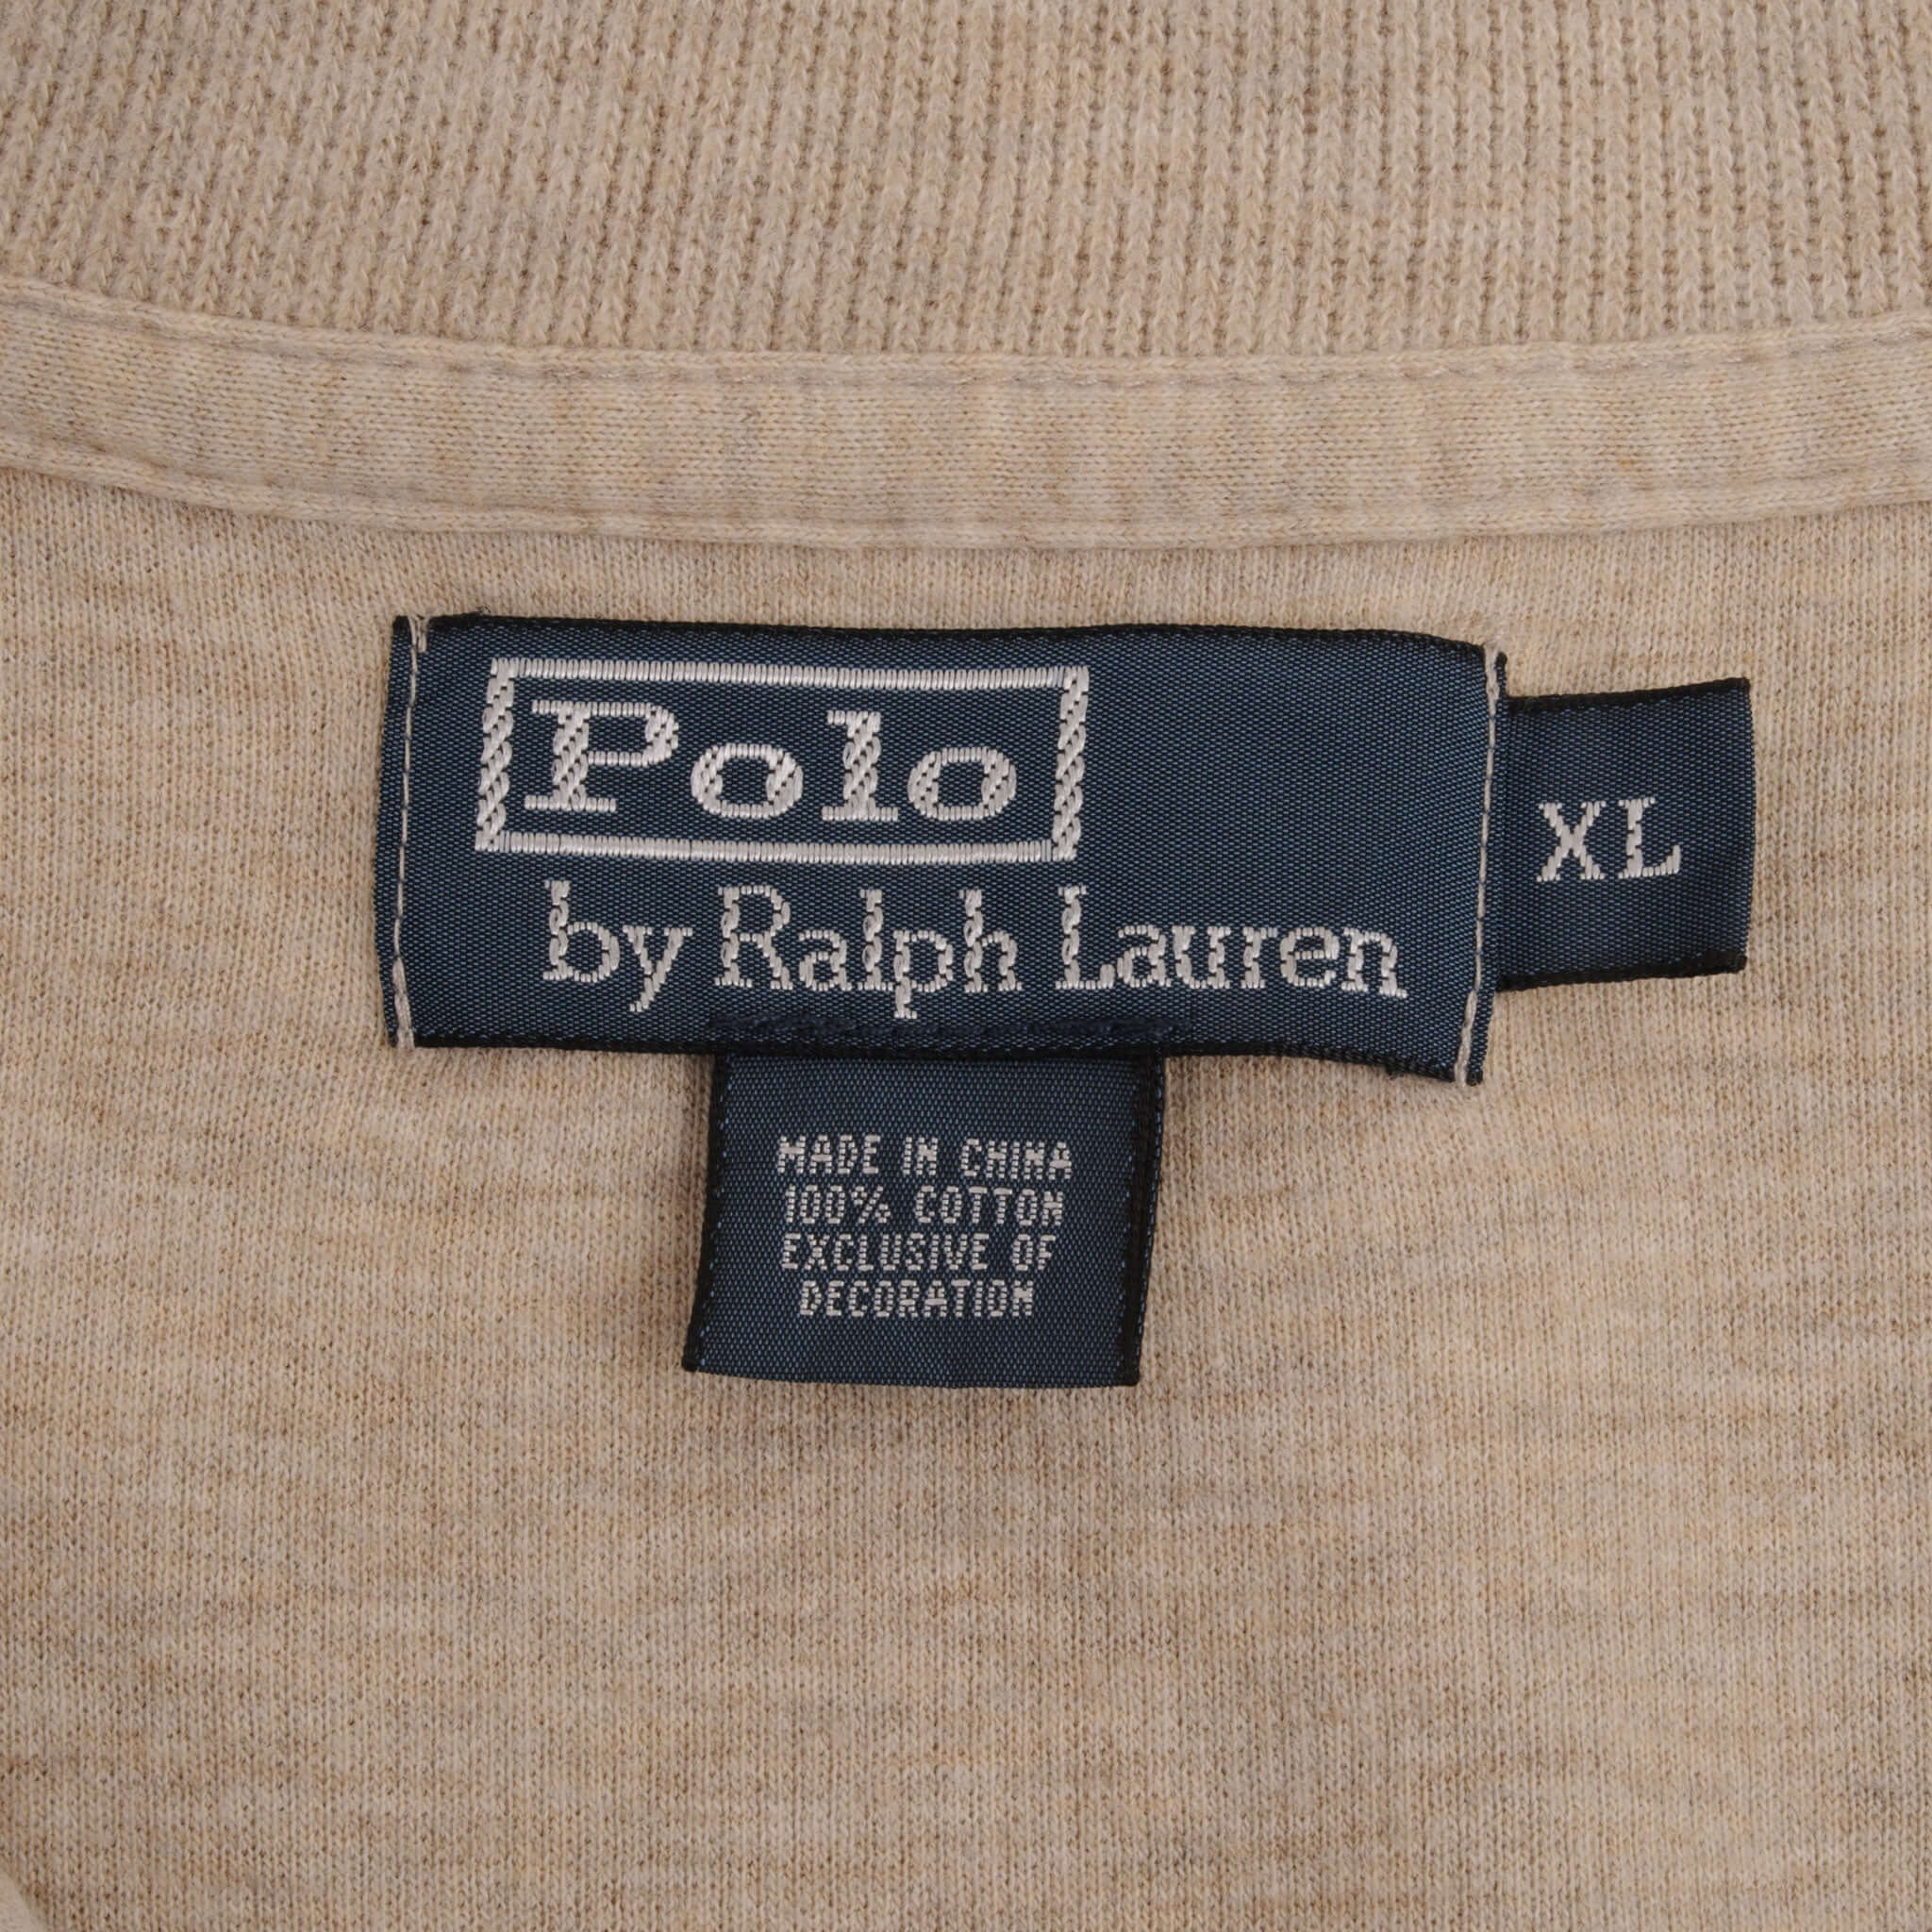 Polo
by Ralph Lauren
XL
MADE IN CHINA
100% COTTON
EXCLUSIVE OF
DECORATION